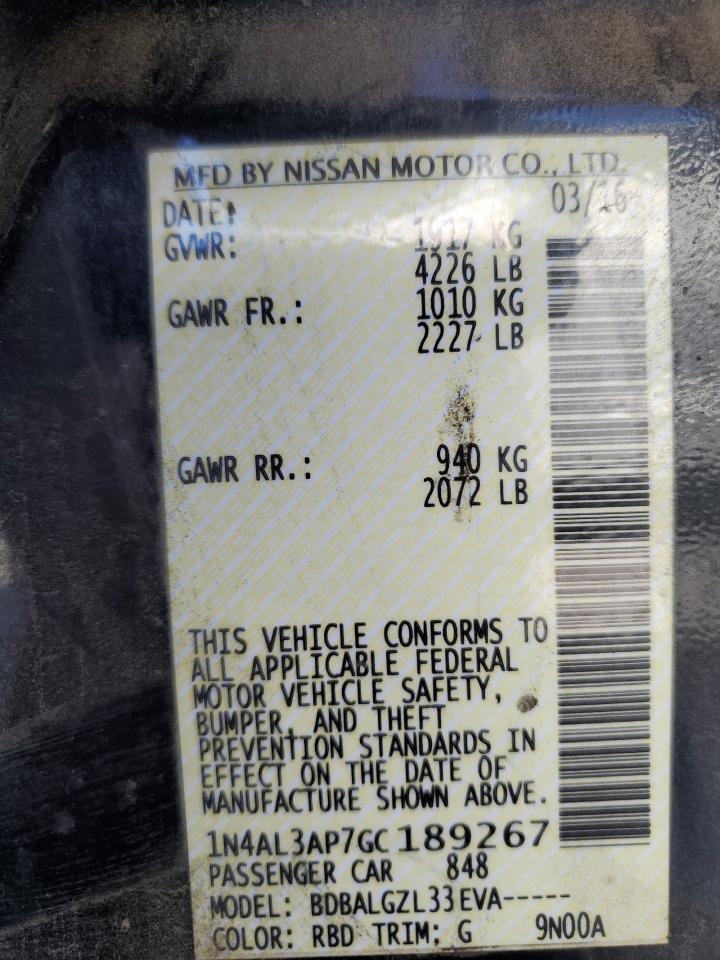 MFD BY NISSAN MOTOR CO., LTD.
DATE: 03/16
GVWR: 1917 KG
4226 LB
GAWR FR.: 1010 KG
2227 LB
GAWR RR.: 940 KG
2072 LB
THIS VEHICLE CONFORMS TO
ALL APPLICABLE FEDERAL
MOTOR VEHICLE SAFETY,
BUMPER, AND THEFT
PREVENTION STANDARDS IN
EFFECT ON THE DATE OF
MANUFACTURE SHOWN ABOVE.
1N4AL3AP7GC189267
PASSENGER CAR 848
MODEL: BDBALGZL33EVA-----
COLOR: RBD TRIM: G 9N00A